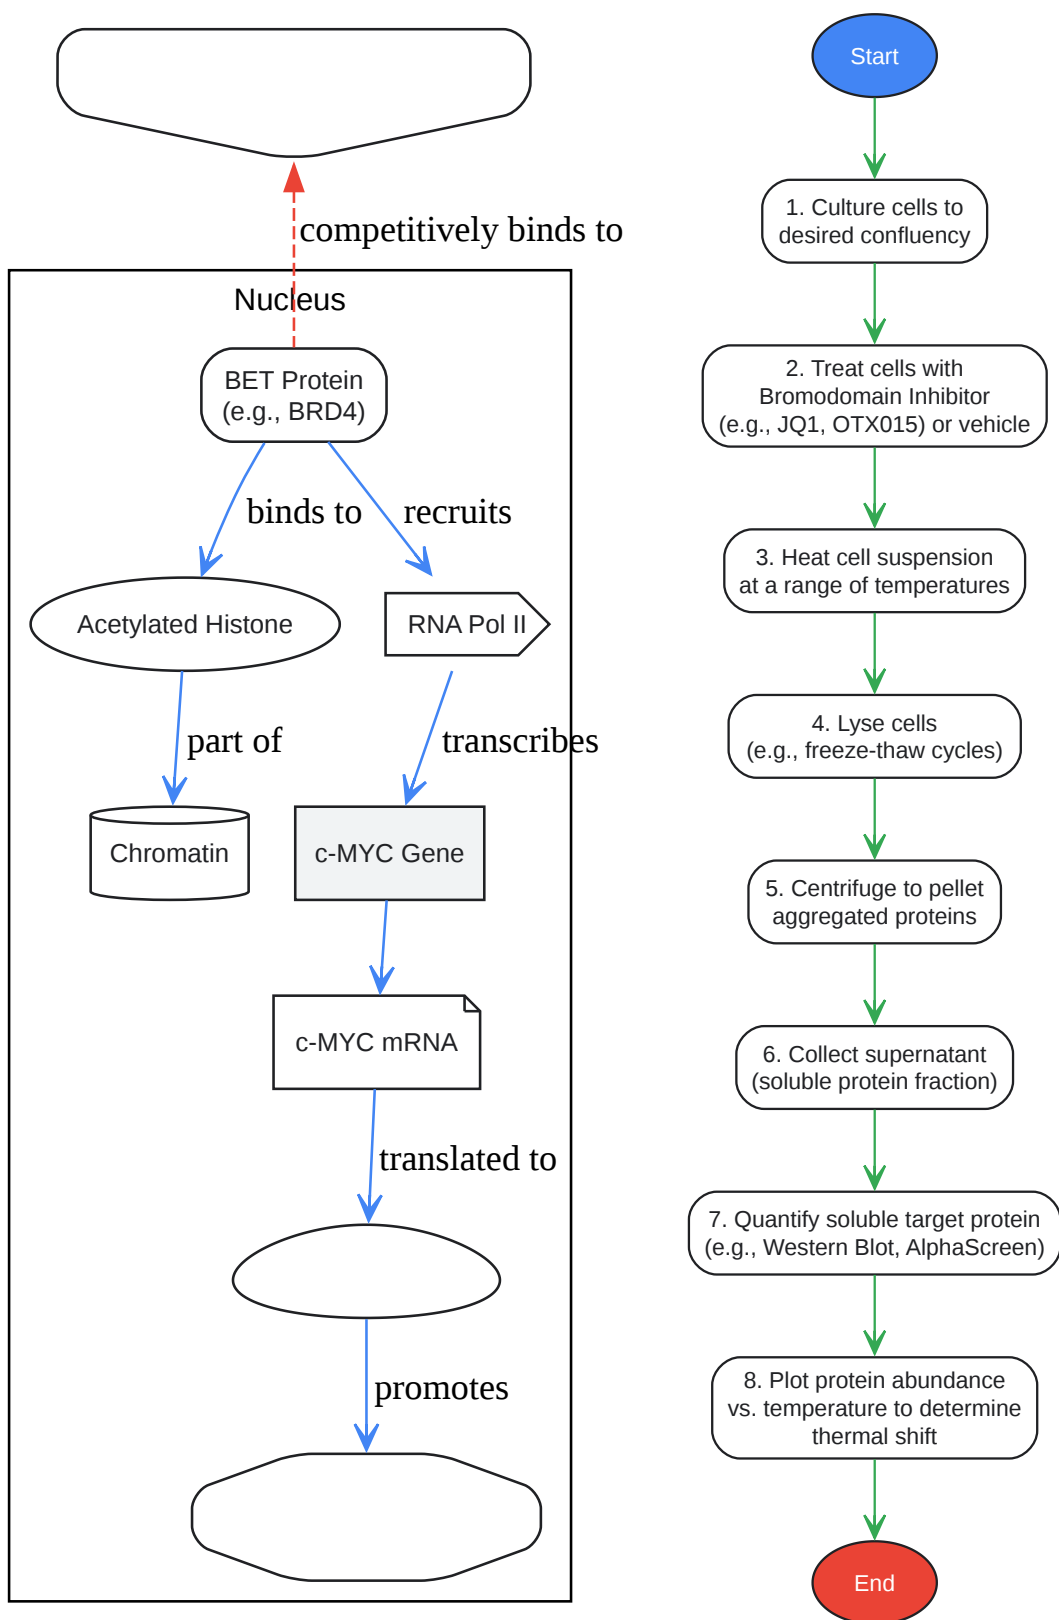 competitively binds to
Nucleus
BET Protein
(e.g., BRD4)
binds to
recruits
Acetylated Histone
RNA Pol II
part of
transcribes
Chromatin
c-MYC Gene
c-MYC mRNA
translated to
promotes
Start
1. Culture cells to
desired confluency
2. Treat cells with
Bromodomain Inhibitor
(e.g., JQ1, OTX015) or vehicle
3. Heat cell suspension
at a range of temperatures
4. Lyse cells
(e.g., freeze-thaw cycles)
5. Centrifuge to pellet
aggregated proteins
6. Collect supernatant
(soluble protein fraction)
7. Quantify soluble target protein
(e.g., Western Blot, AlphaScreen)
8. Plot protein abundance
vs. temperature to determine
thermal shift
End